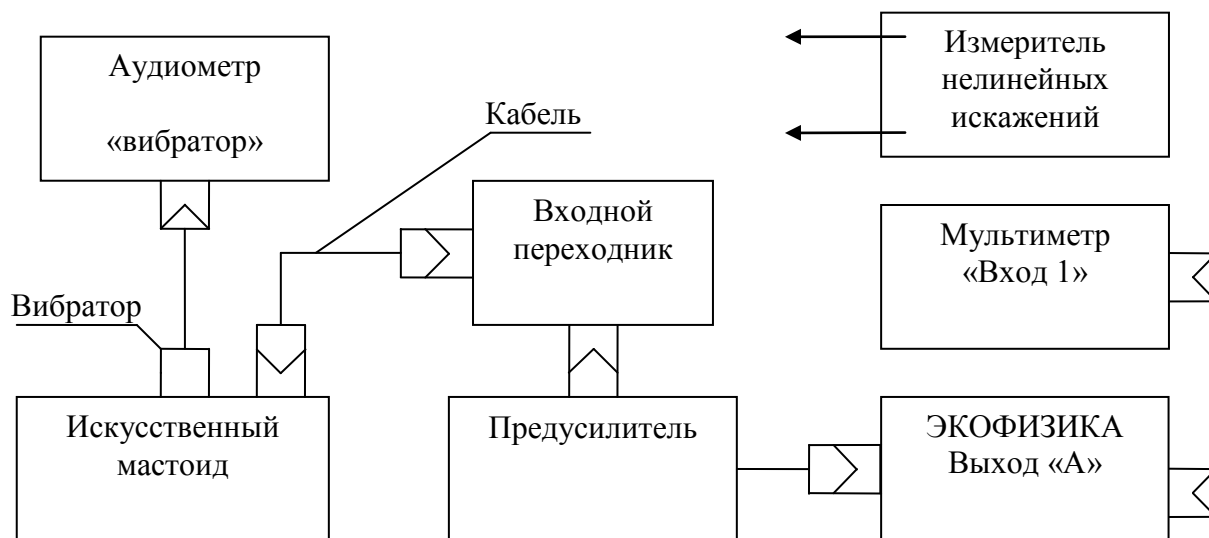 Аудиометр
«вибратор»
Измеритель
нелинейных
искажений
Кабель
Входной
переходник
Мультиметр
«Вход 1»
Вибратор
Искусственный
мастоид
Предусилитель
ЭКОФИЗИКА
Выход «А»